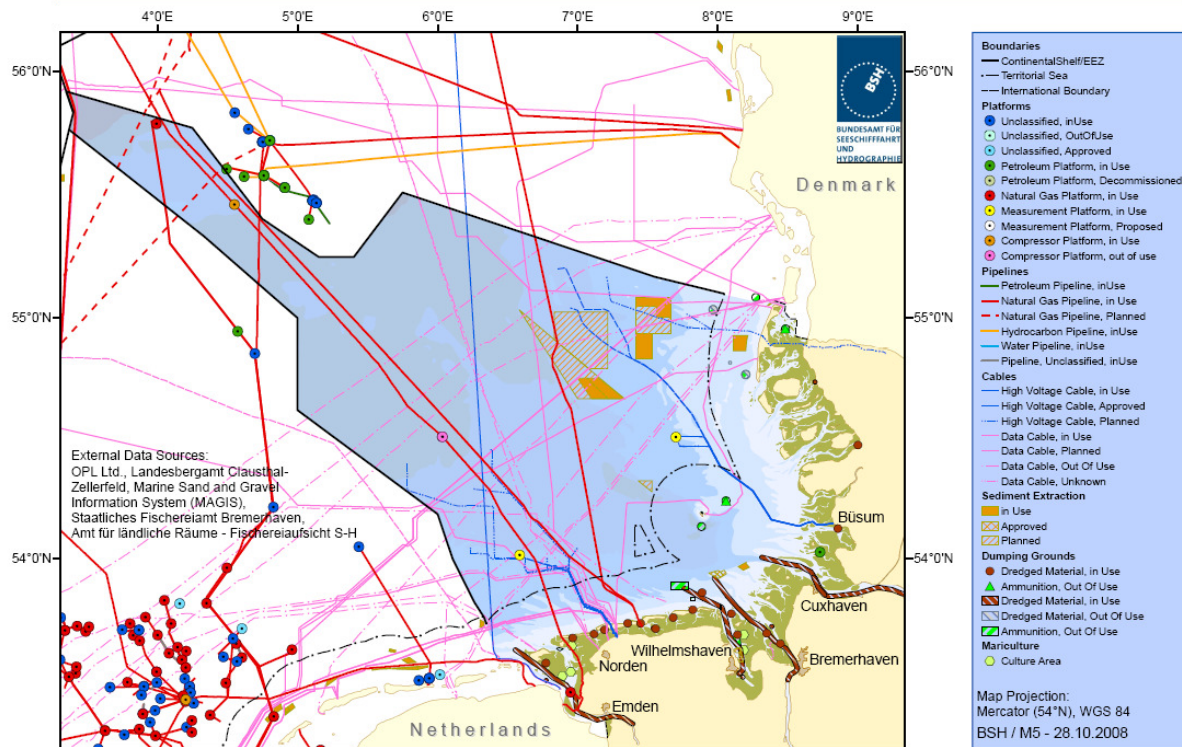 4°0'E 5°0'E 6°0'E 7°0'E 8°0'E 9°0'E
56°0'N
56°0'N
BSH
BUNDESAMT FÜR
SEESCHIFFFAHRT
UND
HYDROGRAPHIE
Denmark
55°0'N
55°0'N
External Data Sources:
OPL Ltd., Landesbergamt Clausthal-
Zellerfeld, Marine Sand and Gravel
Information System (MAGIS),
Staatliches Fischereiamt Bremerhaven,
Amt für ländliche Räume - Fischereiaufsicht S-H
Büsum
54°0'N
54°0'N
Cuxhaven
Wilhelmshaven
Bremerhaven
Norden
Emden
Netherlands
Boundaries
ContinentalShelf/EEZ
Territorial Sea
International Boundary
Platforms
Unclassified, inUse
Unclassified, OutOfUse
Unclassified, Approved
Petroleum Platform, in Use
Petroleum Platform, Decommissioned
Natural Gas Platform, in Use
Measurement Platform, in Use
Measurement Platform, Proposed
Compressor Platform, in Use
Compressor Platform, out of use
Pipelines
Petroleum Pipeline, inUse
Natural Gas Pipeline, in Use
Natural Gas Pipeline, Planned
Hydrocarbon Pipeline, inUse
Water Pipeline, inUse
Pipeline, Unclassified, inUse
Cables
High Voltage Cable, in Use
High Voltage Cable, Approved
High Voltage Cable, Planned
Data Cable, in Use
Data Cable, Planned
Data Cable, Out Of Use
Data Cable, Unknown
Sediment Extraction
in Use
Approved
Planned
Dumping Grounds
Dredged Material, in Use
Ammunition, Out Of Use
Dredged Material, in Use
Dredged Material, Out Of Use
Ammunition, Out Of Use
Mariculture
Culture Area
Map Projection:
Mercator (54°N), WGS 84
BSH / M5 - 28.10.2008